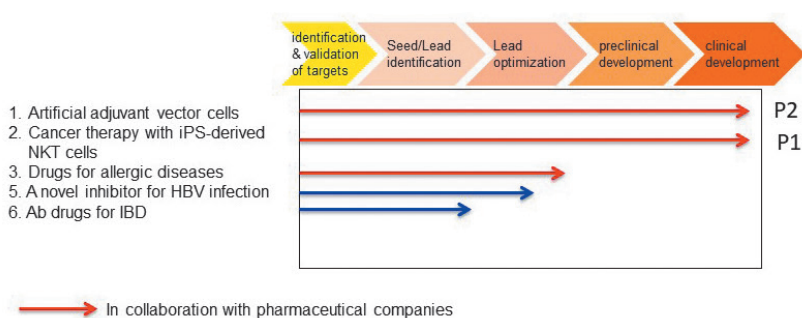 identification
& validation
of targets
Seed/Lead
identification
Lead
optimization
preclinical
development
clinical
development
1. Artificial adjuvant vector cells
2. Cancer therapy with iPS-derived
NKT cells
3. Drugs for allergic diseases
5. A novel inhibitor for HBV infection
6. Ab drugs for IBD
P2
P1
In collaboration with pharmaceutical companies